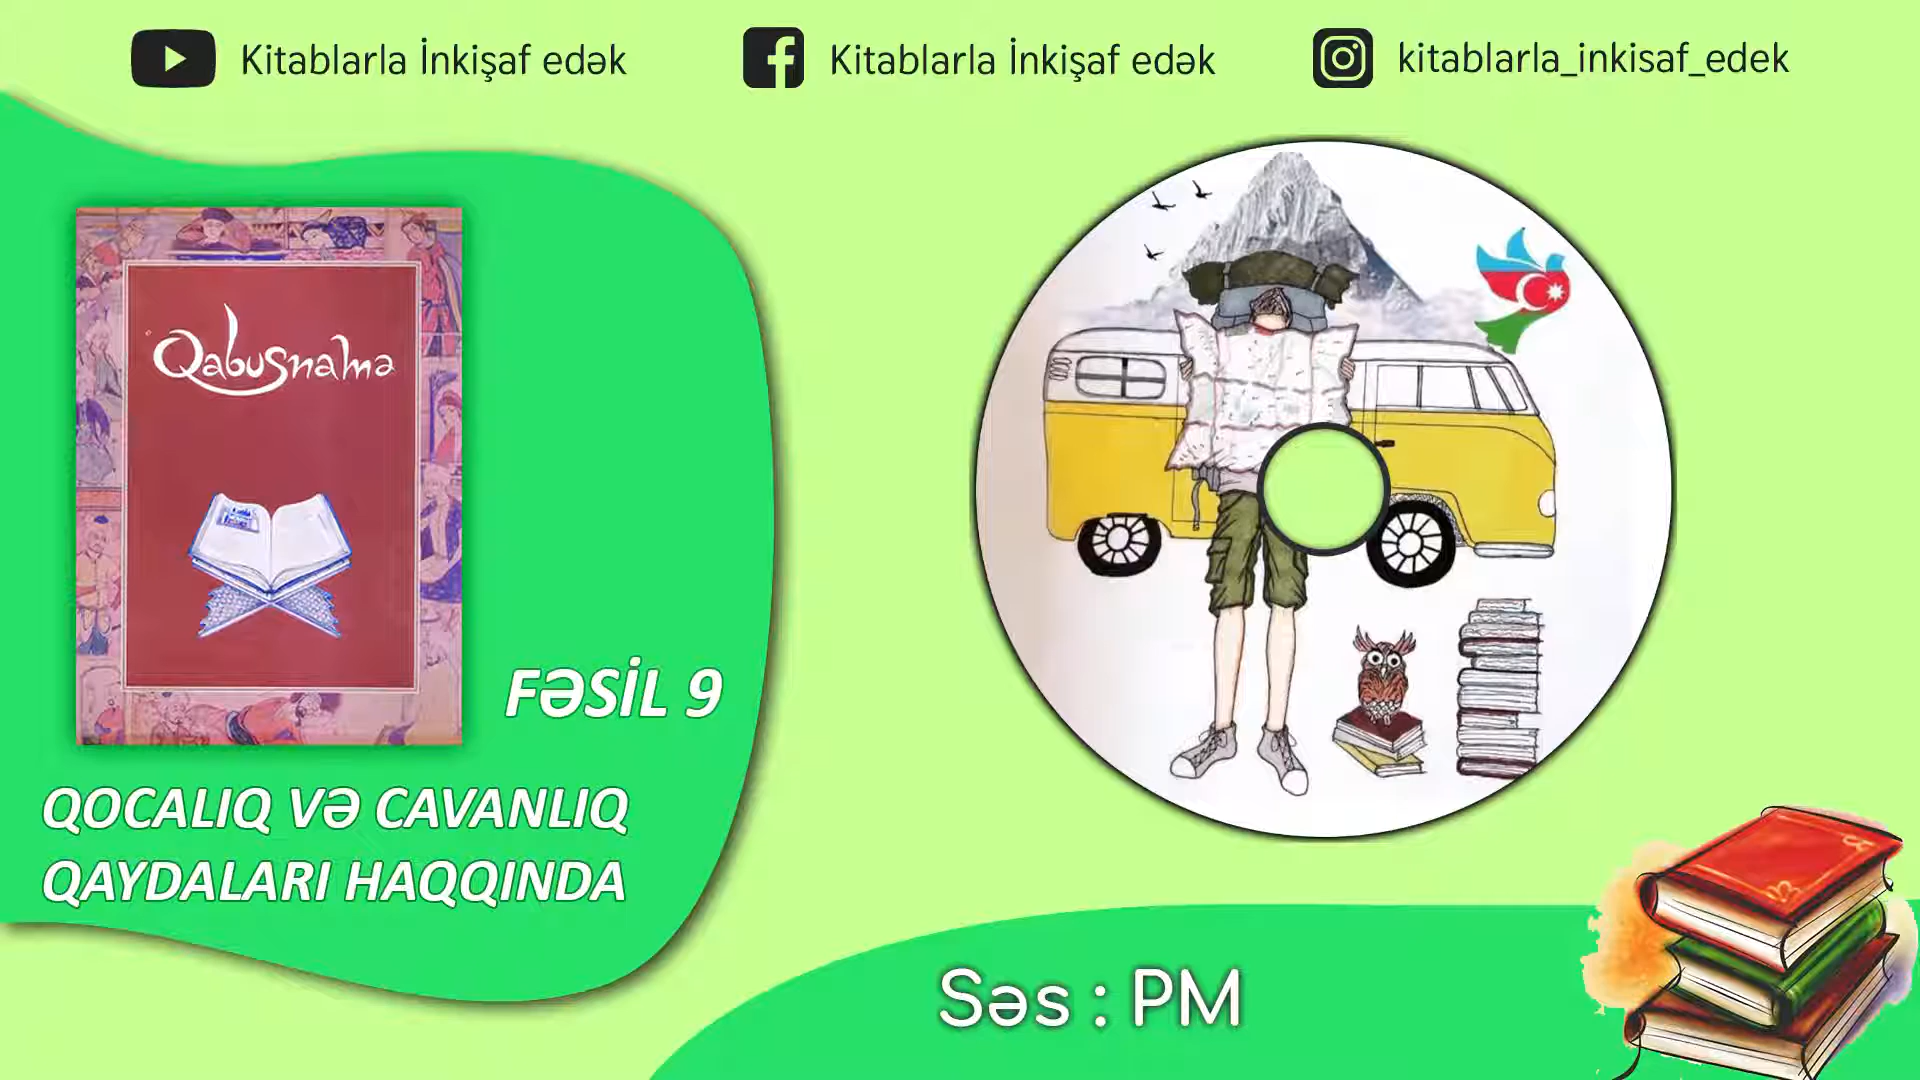 Kitablarla İnkişaf edək
Kitablarla İnkişaf edək
kitablarla_inkisaf_edek
Qabusnamə
FƏSİL 9
QOCALIQ VƏ CAVANLIQ
QAYDALARI HAQQINDA
Səs : PM